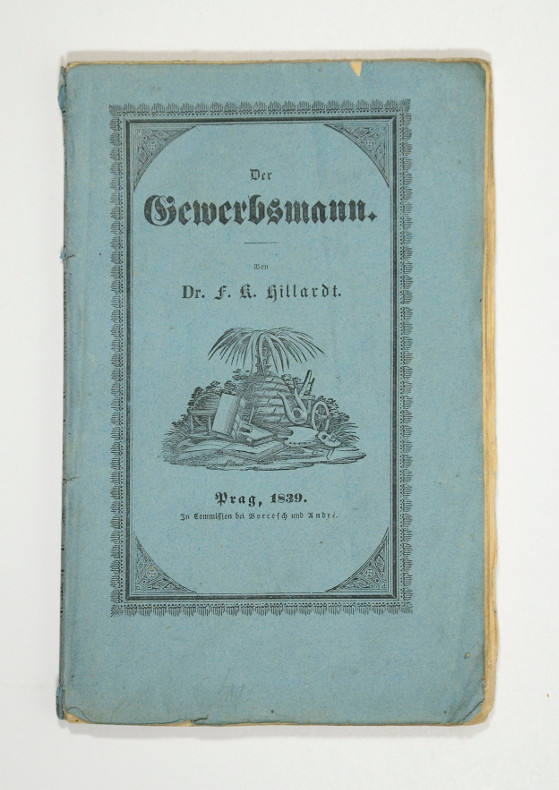 Der
Gewerbsmann.
Von
Dr. F. K. Hillardt.
Prag, 1839.
In Commission bei Borrosch und André.